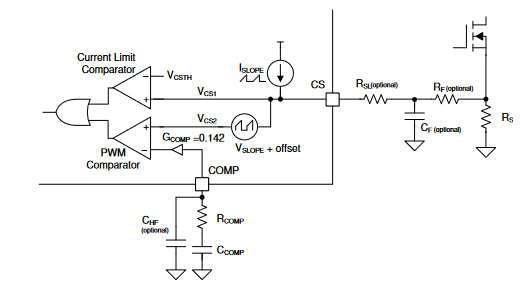 Current Limit
Comparator
VCSTH
ISLOPE
VCS1
CS
RSL(optional)
RF (optional)
RS
CF (optional)
VCS2
GCOMP =0.142
VSLOPE + offset
PWM
Comparator
COMP
CHF
(optional)
RCOMP
CCOMP
+
+